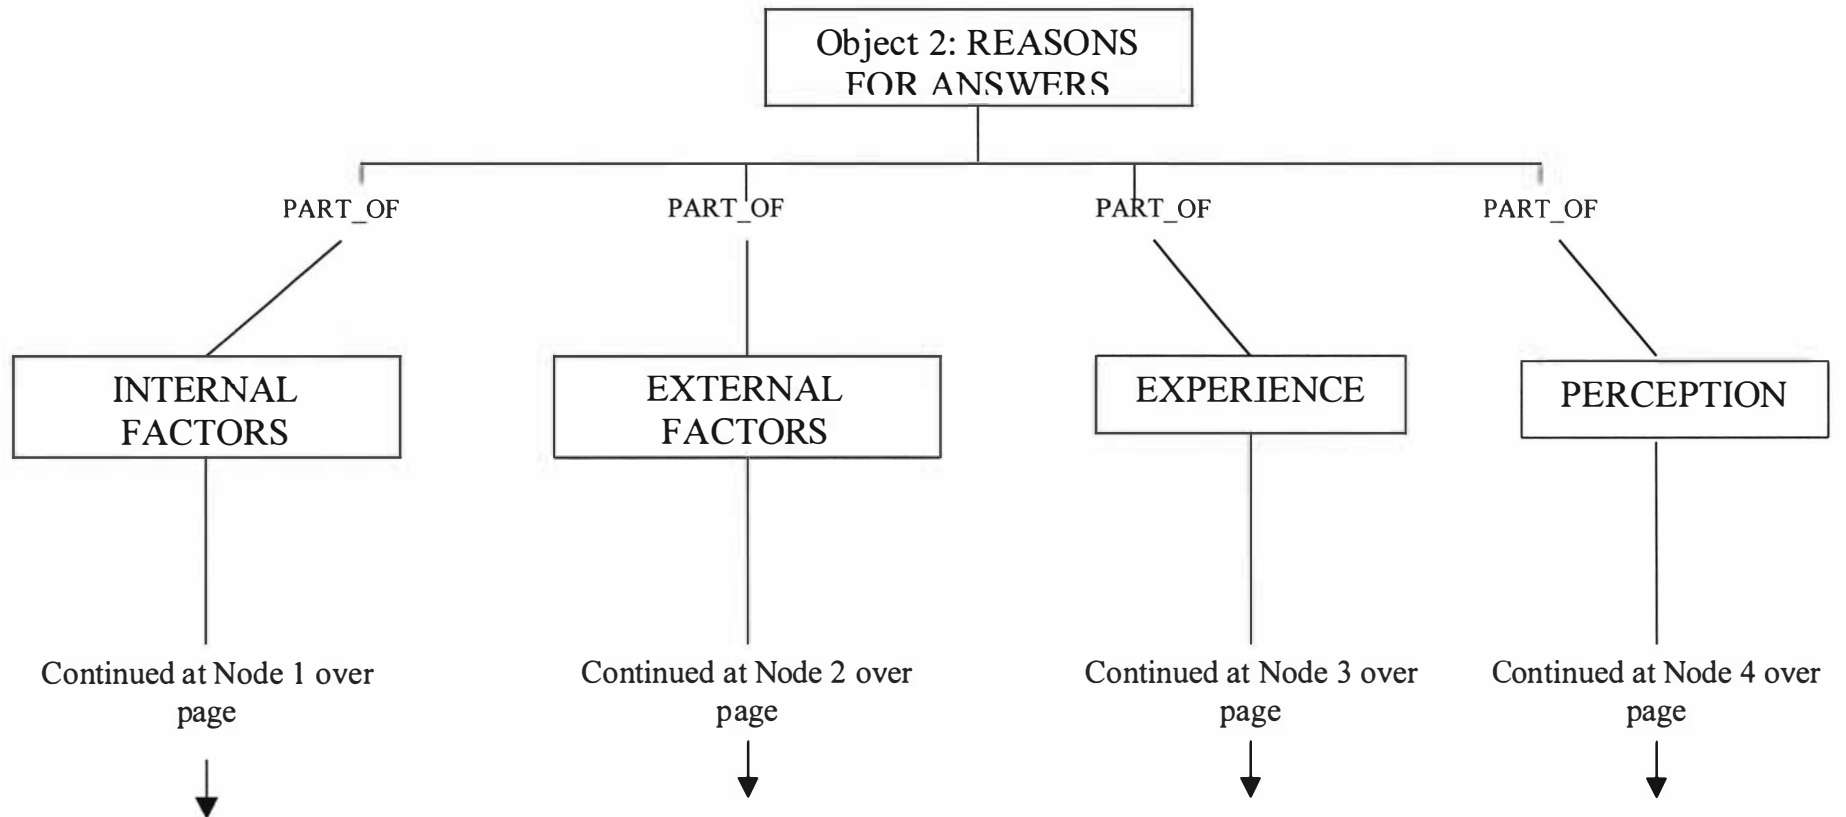 Object 2: REASONS
FOR ANSWERS
PART_OF
PART_OF
PART_OF
PART_OF
INTERNAL
FACTORS
EXTERNAL
FACTORS
EXPERIENCE
PERCEPTION
Continued at Node 1 over
page
Continued at Node 2 over
page
Continued at Node 3 over
page
Continued at Node 4 over
page